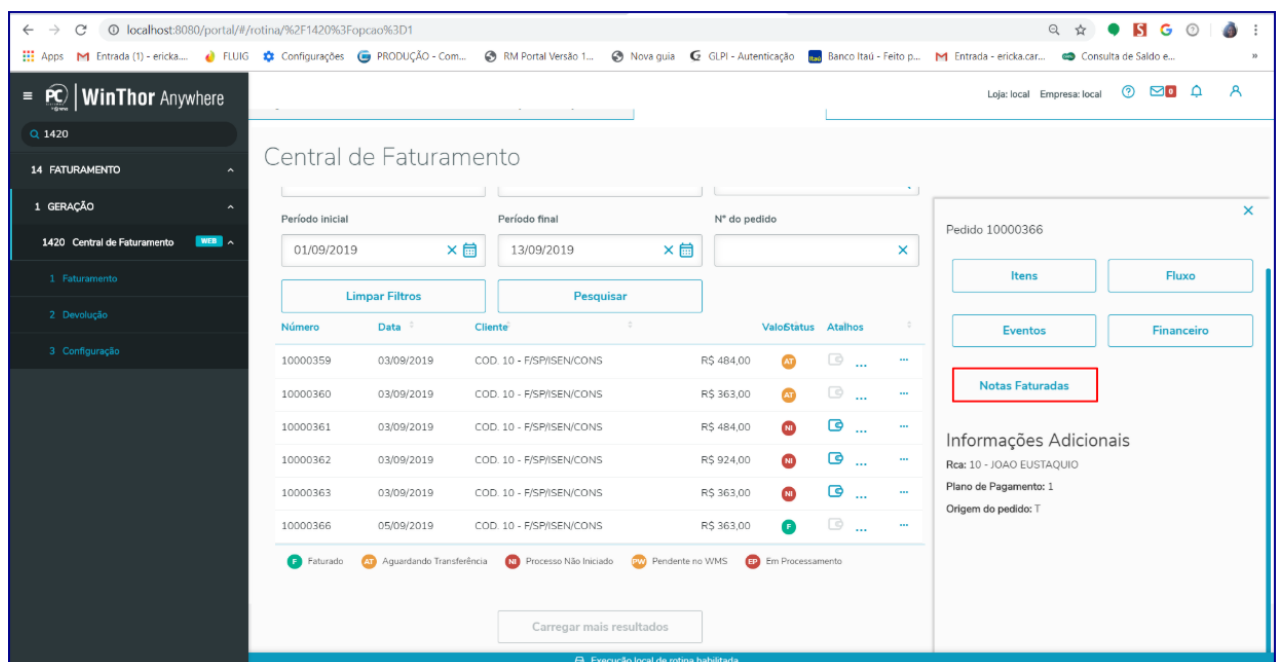 localhost:8080/portal/#/rotina/%2F1420%3Fopcao%3D1
Apps Entrada (1) - ericka.... FLUIG Configurações PRODUÇÃO - Com... RM Portal Versão 1... Nova guia GLPI - Autenticação Banco Itaú - Feito p... Entrada - ericka.car... Consulta de Saldo e... »
PC WinThor Anywhere
Loja: local Empresa: local 0
1420
14 FATURAMENTO
1 GERAÇÃO
1420 Central de Faturamento WEB
1 Faturamento
2 Devolução
3 Configuração
Central de Faturamento
Período inicial Período final Nº do pedido
01/09/2019 13/09/2019
Limpar Filtros Pesquisar
Número Data Cliente Valor Status Atalhos
10000359 03/09/2019 COD. 10 - F/SP/ISEN/CONS R$ 484,00 AT ... ...
10000360 03/09/2019 COD. 10 - F/SP/ISEN/CONS R$ 363,00 AT ... ...
10000361 03/09/2019 COD. 10 - F/SP/ISEN/CONS R$ 484,00 NI ... ...
10000362 03/09/2019 COD. 10 - F/SP/ISEN/CONS R$ 924,00 NI ... ...
10000363 03/09/2019 COD. 10 - F/SP/ISEN/CONS R$ 363,00 NI ... ...
10000366 05/09/2019 COD. 10 - F/SP/ISEN/CONS R$ 363,00 F ... ...
F Faturado AT Aguardando Transferência NI Processo Não Iniciado PW Pendente no WMS EP Em Processamento
Carregar mais resultados
Pedido 10000366
Itens Fluxo
Eventos Financeiro
Notas Faturadas
Informações Adicionais
Rca: 10 - JOAO EUSTAQUIO
Plano de Pagamento: 1
Origem do pedido: T
Execução local de rotina habilitada